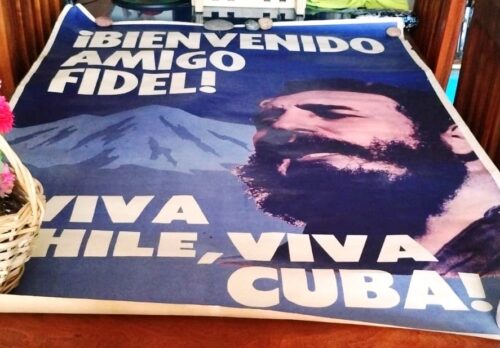 ¡BIENVENIDO
AMIGO
FIDEL!
VIVA
HILE, VIVA
CUBA!